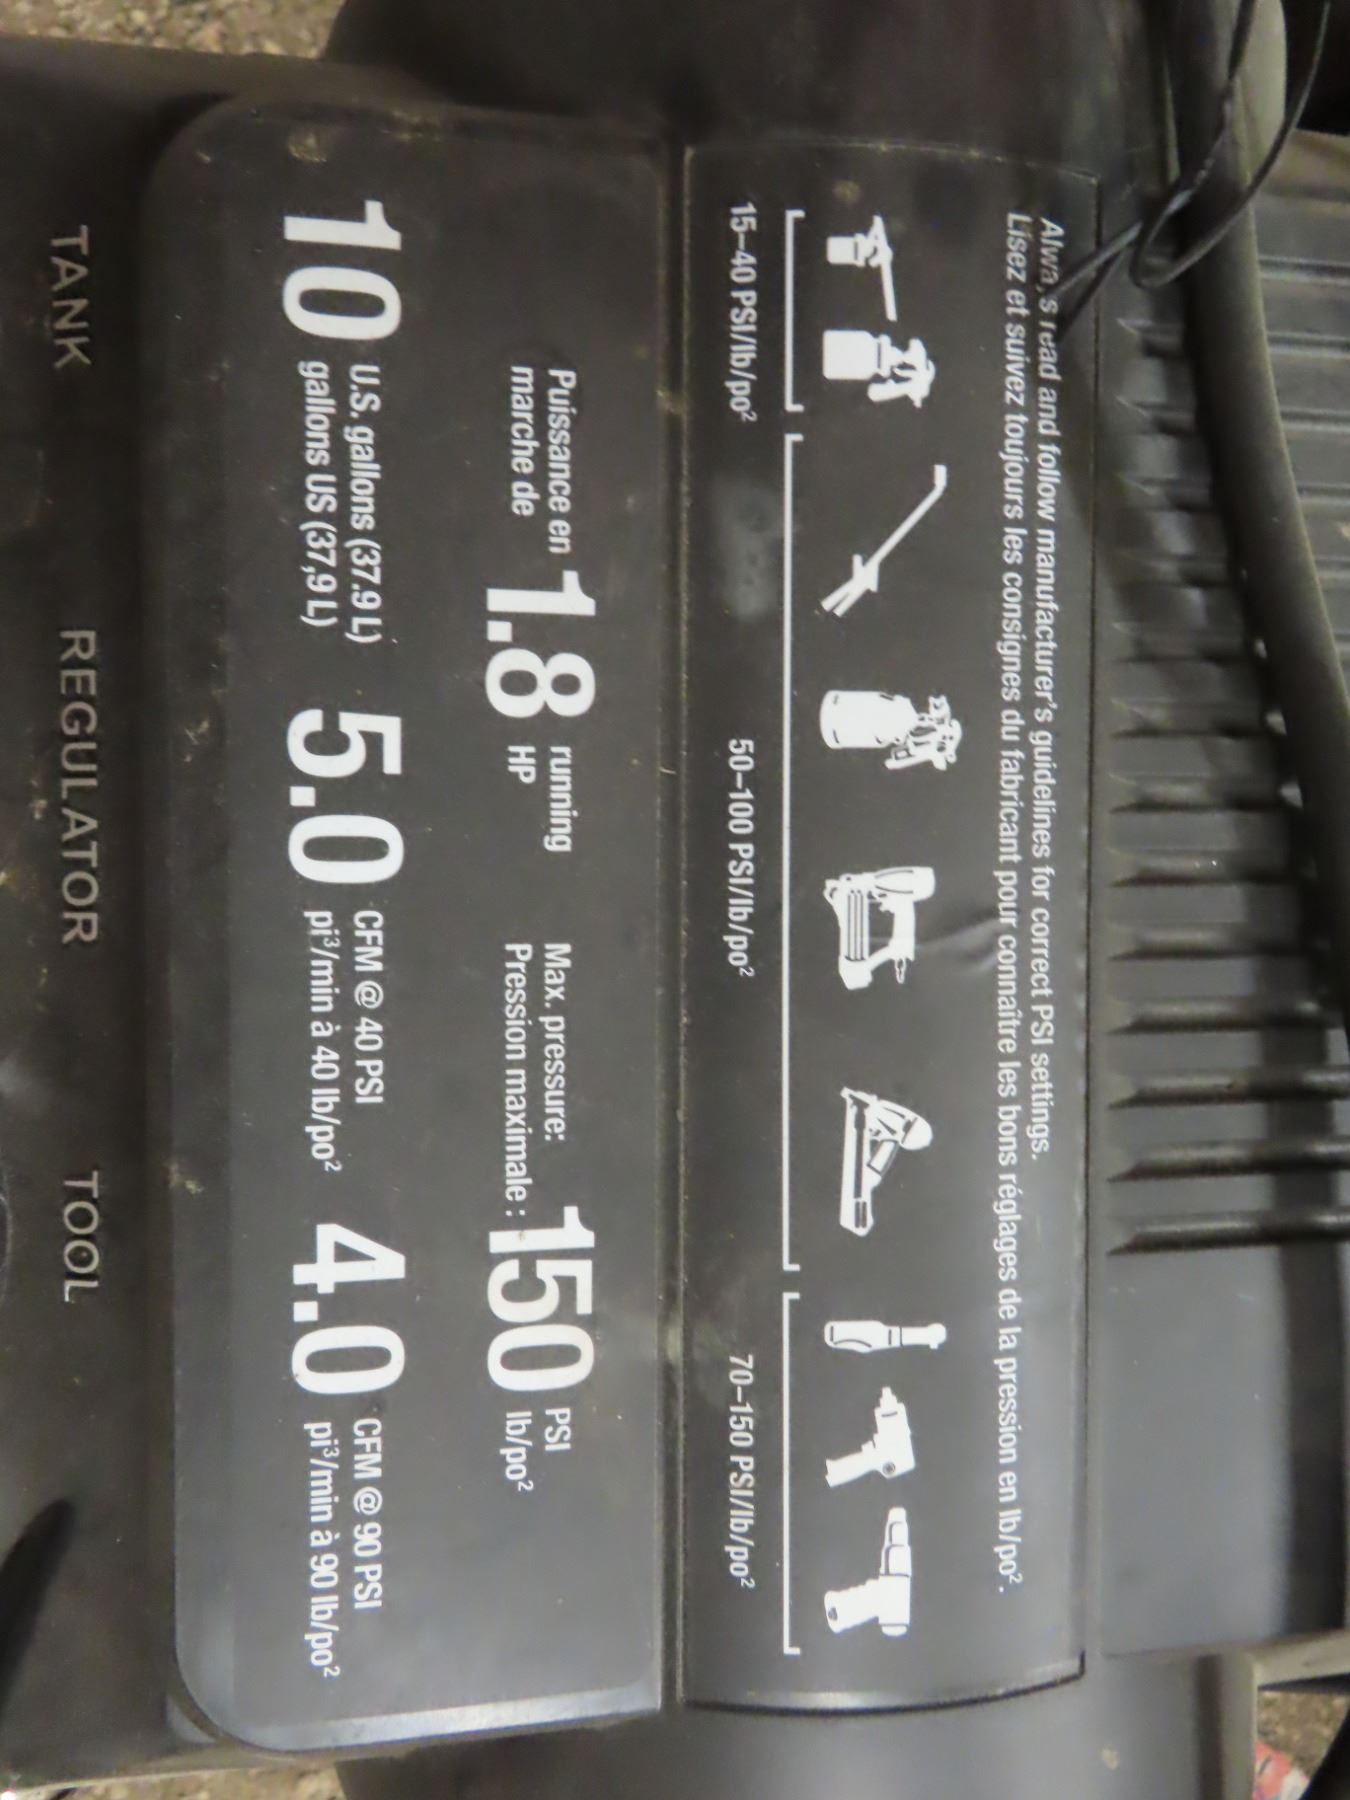 Always read and follow manufacturer's guidelines for correct PSI settings.
Lisez et suivez toujours les consignes du fabricant pour connaître les bons réglages de la pression en lb/po².
15–40 PSI/lb/po²
50–100 PSI/lb/po²
70–150 PSI/lb/po²
Puissance en
marche de
1.8
running
HP
Max. pressure:
Pression maximale :
150
PSI
lb/po²
10
U.S. gallons (37.9 L)
gallons US (37,9 L)
5.0
CFM @ 40 PSI
pi³/min à 40 lb/po²
4.0
CFM @ 90 PSI
pi³/min à 90 lb/po²
TANK
REGULATOR
TOOL